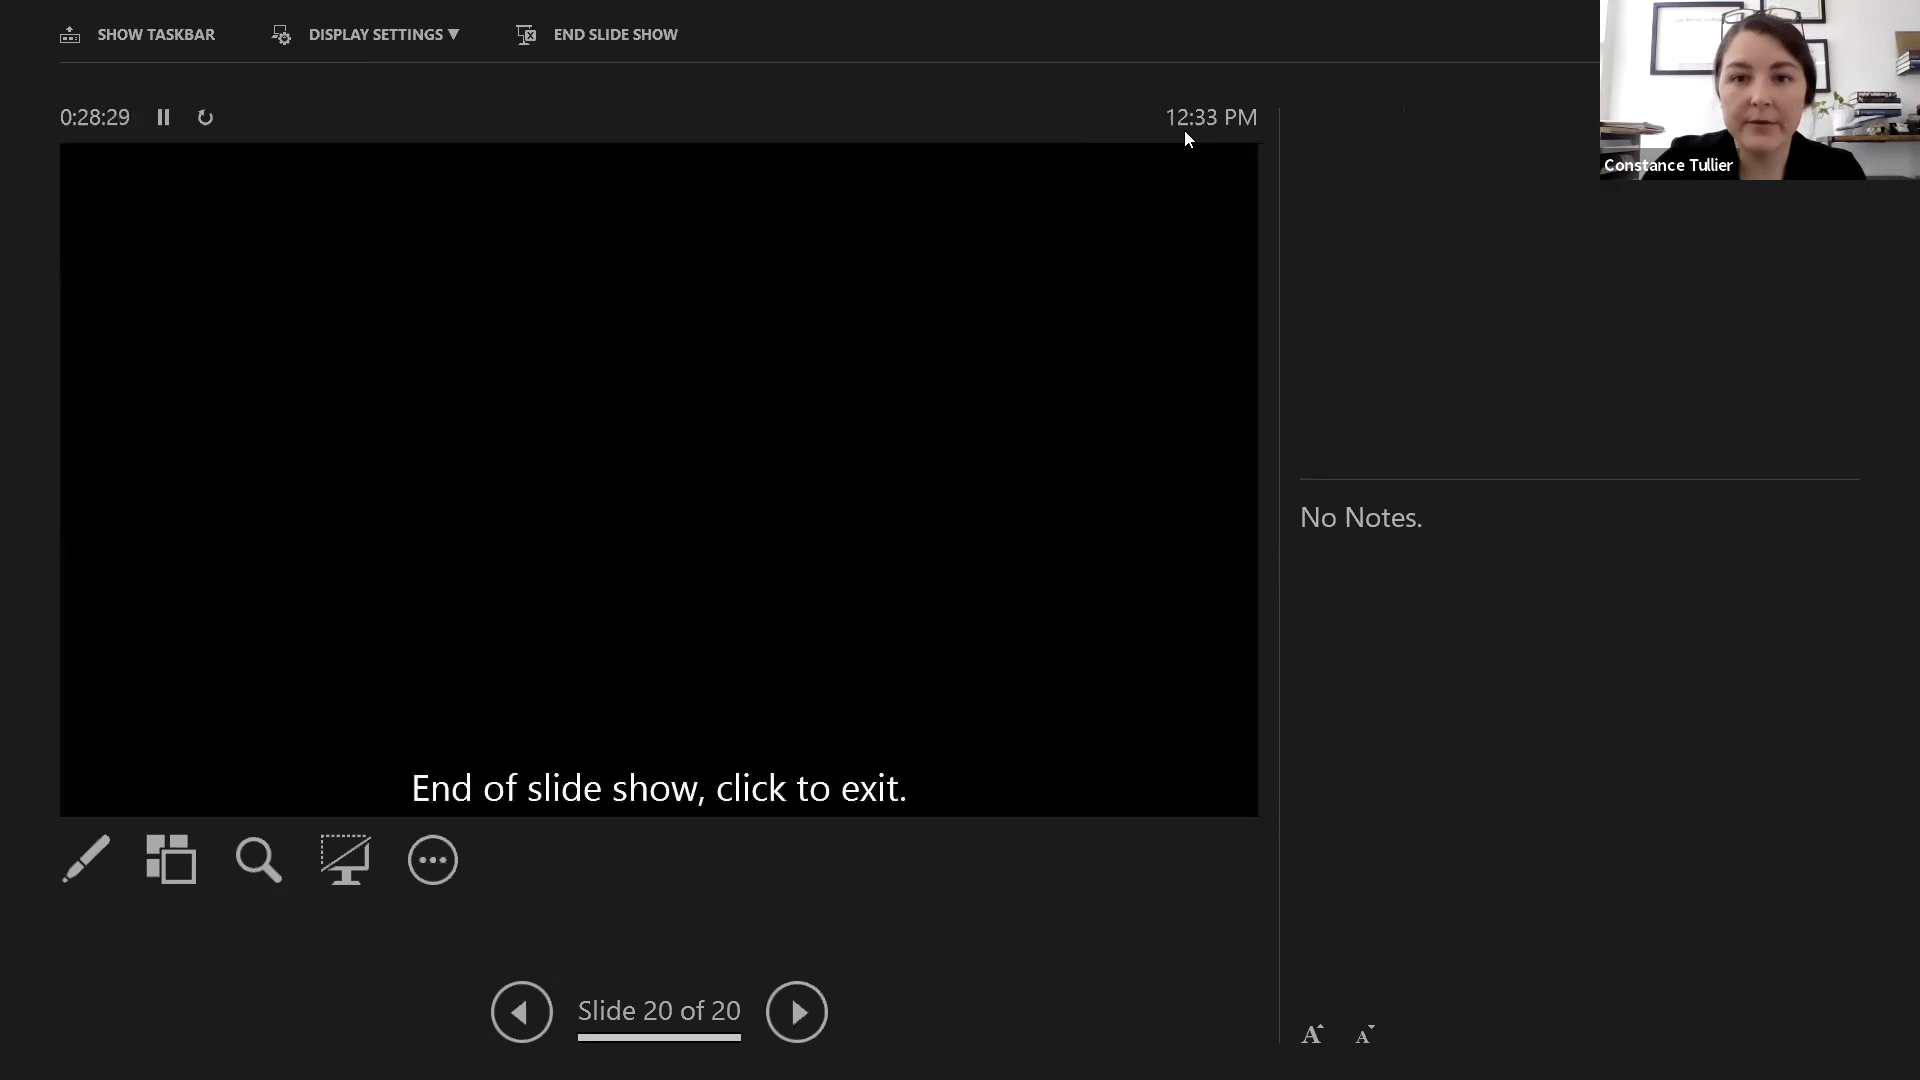 SHOW TASKBAR
DISPLAY SETTINGS ▼
END SLIDE SHOW
0:28:29
12:33 PM
Constance Tullier
No Notes.
End of slide show, click to exit.
Slide 20 of 20
A A